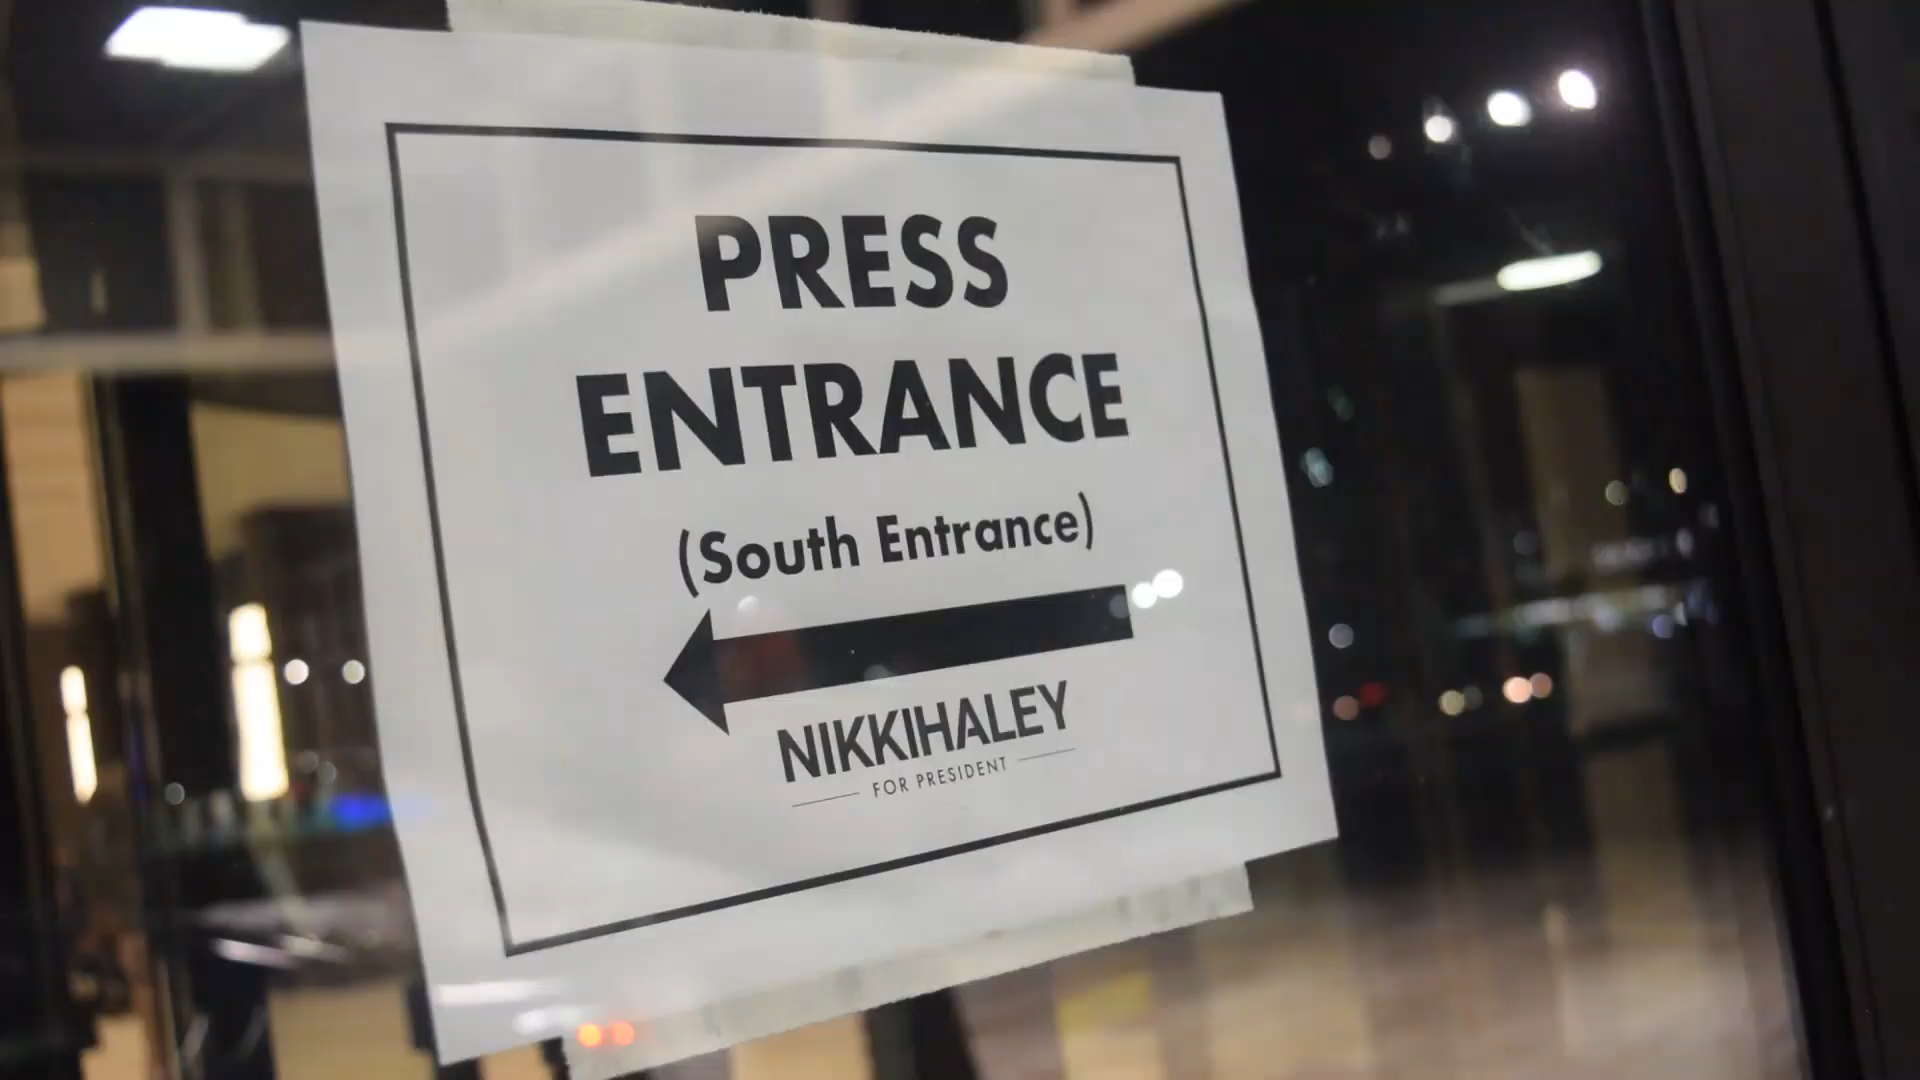 PRESS
ENTRANCE
(South Entrance)
NIKKIHALEY
FOR PRESIDENT